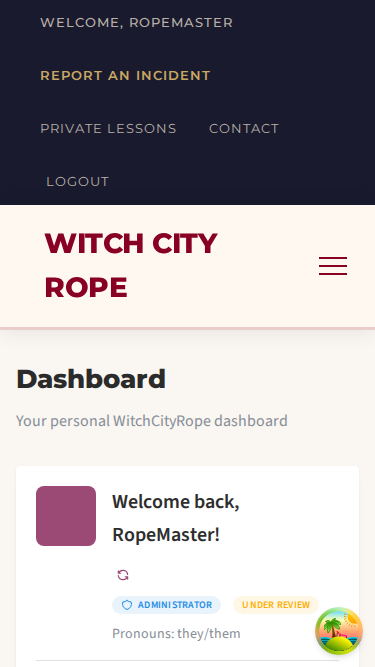 WELCOME, ROPEMASTER
REPORT AN INCIDENT
PRIVATE LESSONS CONTACT
LOGOUT
WITCH CITY
ROPE
Dashboard
Your personal WitchCityRope dashboard
Welcome back,
RopeMaster!
ADMINISTRATOR UNDER REVIEW
Pronouns: they/them